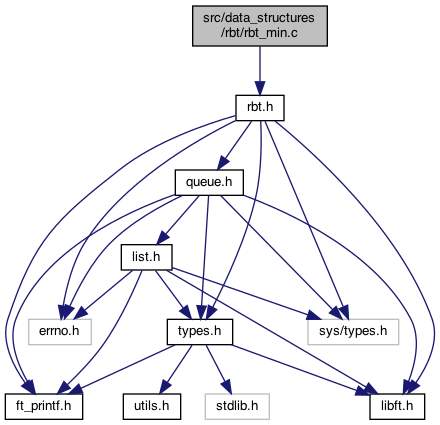 src/data_structures
/rbt/rbt_min.c
rbt.h
queue.h
list.h
errno.h
types.h
sys/types.h
ft_printf.h
utils.h
stdlib.h
libft.h